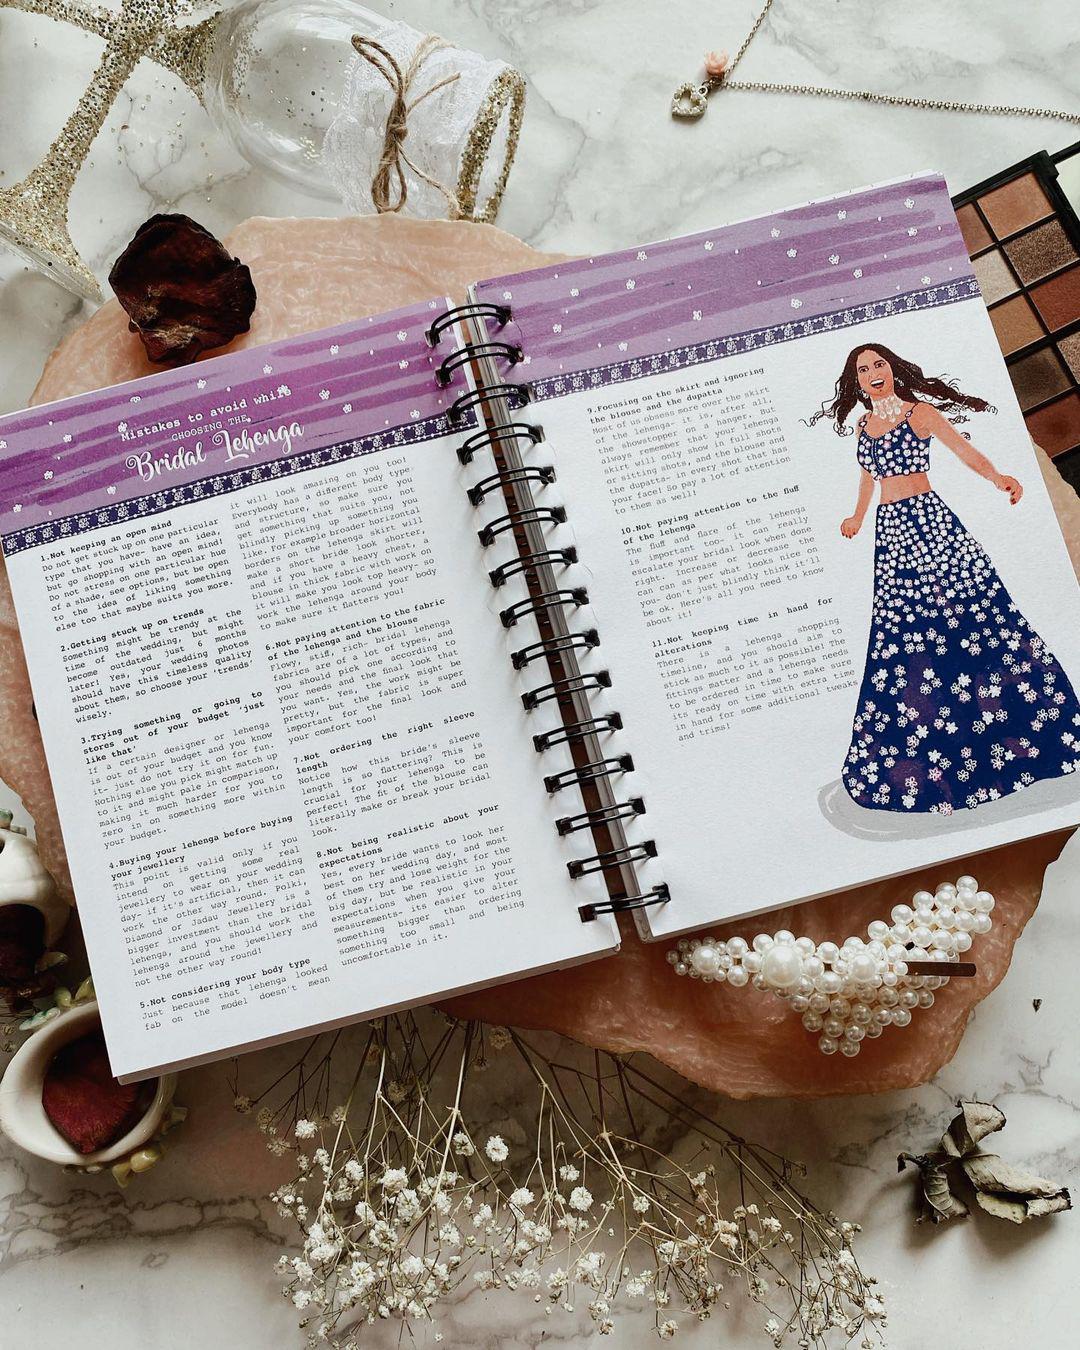 Mistakes to avoid while
CHOOSING THE
Bridal Lehenga
1.Not keeping an open mind
Do not get stuck up on one particular
type that you have- have an idea,
but go shopping with an open mind!
Do not stress on one particular hue
of a shade, see options, but be open
to the idea of liking something
else too that maybe suits you more.
2.Getting stuck up on trends
Something might be trendy at the
time of the wedding, but might
become outdated just 6 months
later! Yes, your wedding photos
should have this timeless quality
about them, so choose your 'trends'
wisely.
3.Trying something or going to
stores out of your budget 'just
like that'
If a certain designer or lehenga
is out of your budget and you know
it- just do not try it on for fun.
Nothing else you pick might match up
to it and might pale in comparison,
making it much harder for you to
zero in on something more within
your budget.
4.Buying your lehenga before buying
your jewellery
This point is valid only if you
intend on getting some real
jewellery to wear on your wedding
day- if it's artificial, then it can
work the other way round. Polki,
Diamond or Jadau Jewellery is a
bigger investment than the bridal
lehenga, and you should work the
lehenga around the jewellery and
not the other way round!
5.Not considering your body type
Just because that lehenga looked
fab on the model doesn't mean
it will look amazing on you too!
Everybody has a different body type
and structure, so make sure you
get something that suits you, not
blindly picking up something you
like. For example broader horizontal
borders on the lehenga skirt will
make a bride look shorter,
and if you have a heavy chest, a
blouse in thick fabric with work on
it will make you look top heavy- so
work the lehenga around your body
to make sure it flatters you!
6.Not paying attention to the fabric
of the lehenga and the blouse
Flowy, stiff, rich- bridal lehenga
fabrics are of a lot of types, and
you should pick one according to
your needs and the final look that
you want. Yes, the work might be
pretty, but the fabric is super
important for the final look and
your comfort too!
7.Not ordering the right sleeve
length
Notice how this bride's sleeve
length is so flattering? This is
crucial for your lehenga to be
perfect! The fit of the blouse can
literally make or break your bridal
look.
8.Not being realistic about your
expectations
Yes, every bride wants to look her
best on her wedding day, and most
of them try and lose weight for the
big day, but be realistic in your
expectations when you give your
measurements- its easier to alter
something bigger than ordering
something too small and being
uncomfortable in it.
9.Focusing on the skirt and ignoring
the blouse and the dupatta
Most of us obsess more over the skirt
of the lehenga- it is, after all,
the showstopper on a hanger. But
always remember that your lehenga
skirt will only show in full shots
or sitting shots, and the blouse and
the dupatta- in every shot that has
your face! So pay a lot of attention
to them as well!
10.Not paying attention to the fluff
of the lehenga
The fluff and flare of the lehenga
is important too- it can really
escalate your bridal look when done
right. Increase or decrease the
can can as per what looks nice on
you- don't just blindly think it'll
be ok. Here's all you need to know
about it!
11.Not keeping time in hand for
alterations
There is a lehenga shopping
timeline, and you should aim to
stick as much to it as possible! The
fittings matter and a lehenga needs
to be ordered in time to make sure
its ready on time with extra time
in hand for some additional tweaks
and trims!